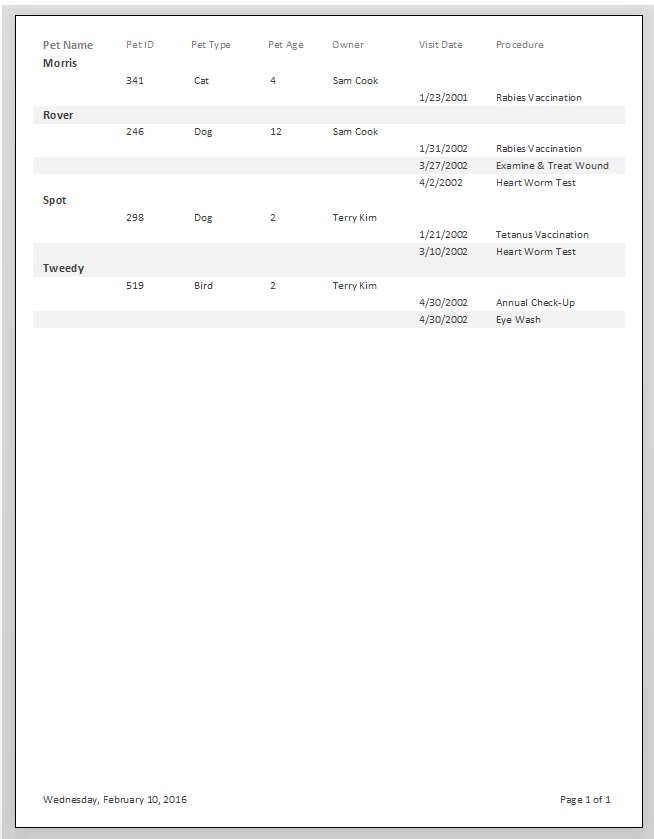 Pet Name Pet ID Pet Type Pet Age Owner Visit Date Procedure
Morris
341 Cat 4 Sam Cook
1/23/2001 Rabies Vaccination
Rover
246 Dog 12 Sam Cook
1/31/2002 Rabies Vaccination
3/27/2002 Examine & Treat Wound
4/2/2002 Heart Worm Test
Spot
298 Dog 2 Terry Kim
1/21/2002 Tetanus Vaccination
3/10/2002 Heart Worm Test
Tweedy
519 Bird 2 Terry Kim
4/30/2002 Annual Check-Up
4/30/2002 Eye Wash
Wednesday, February 10, 2016 Page 1 of 1